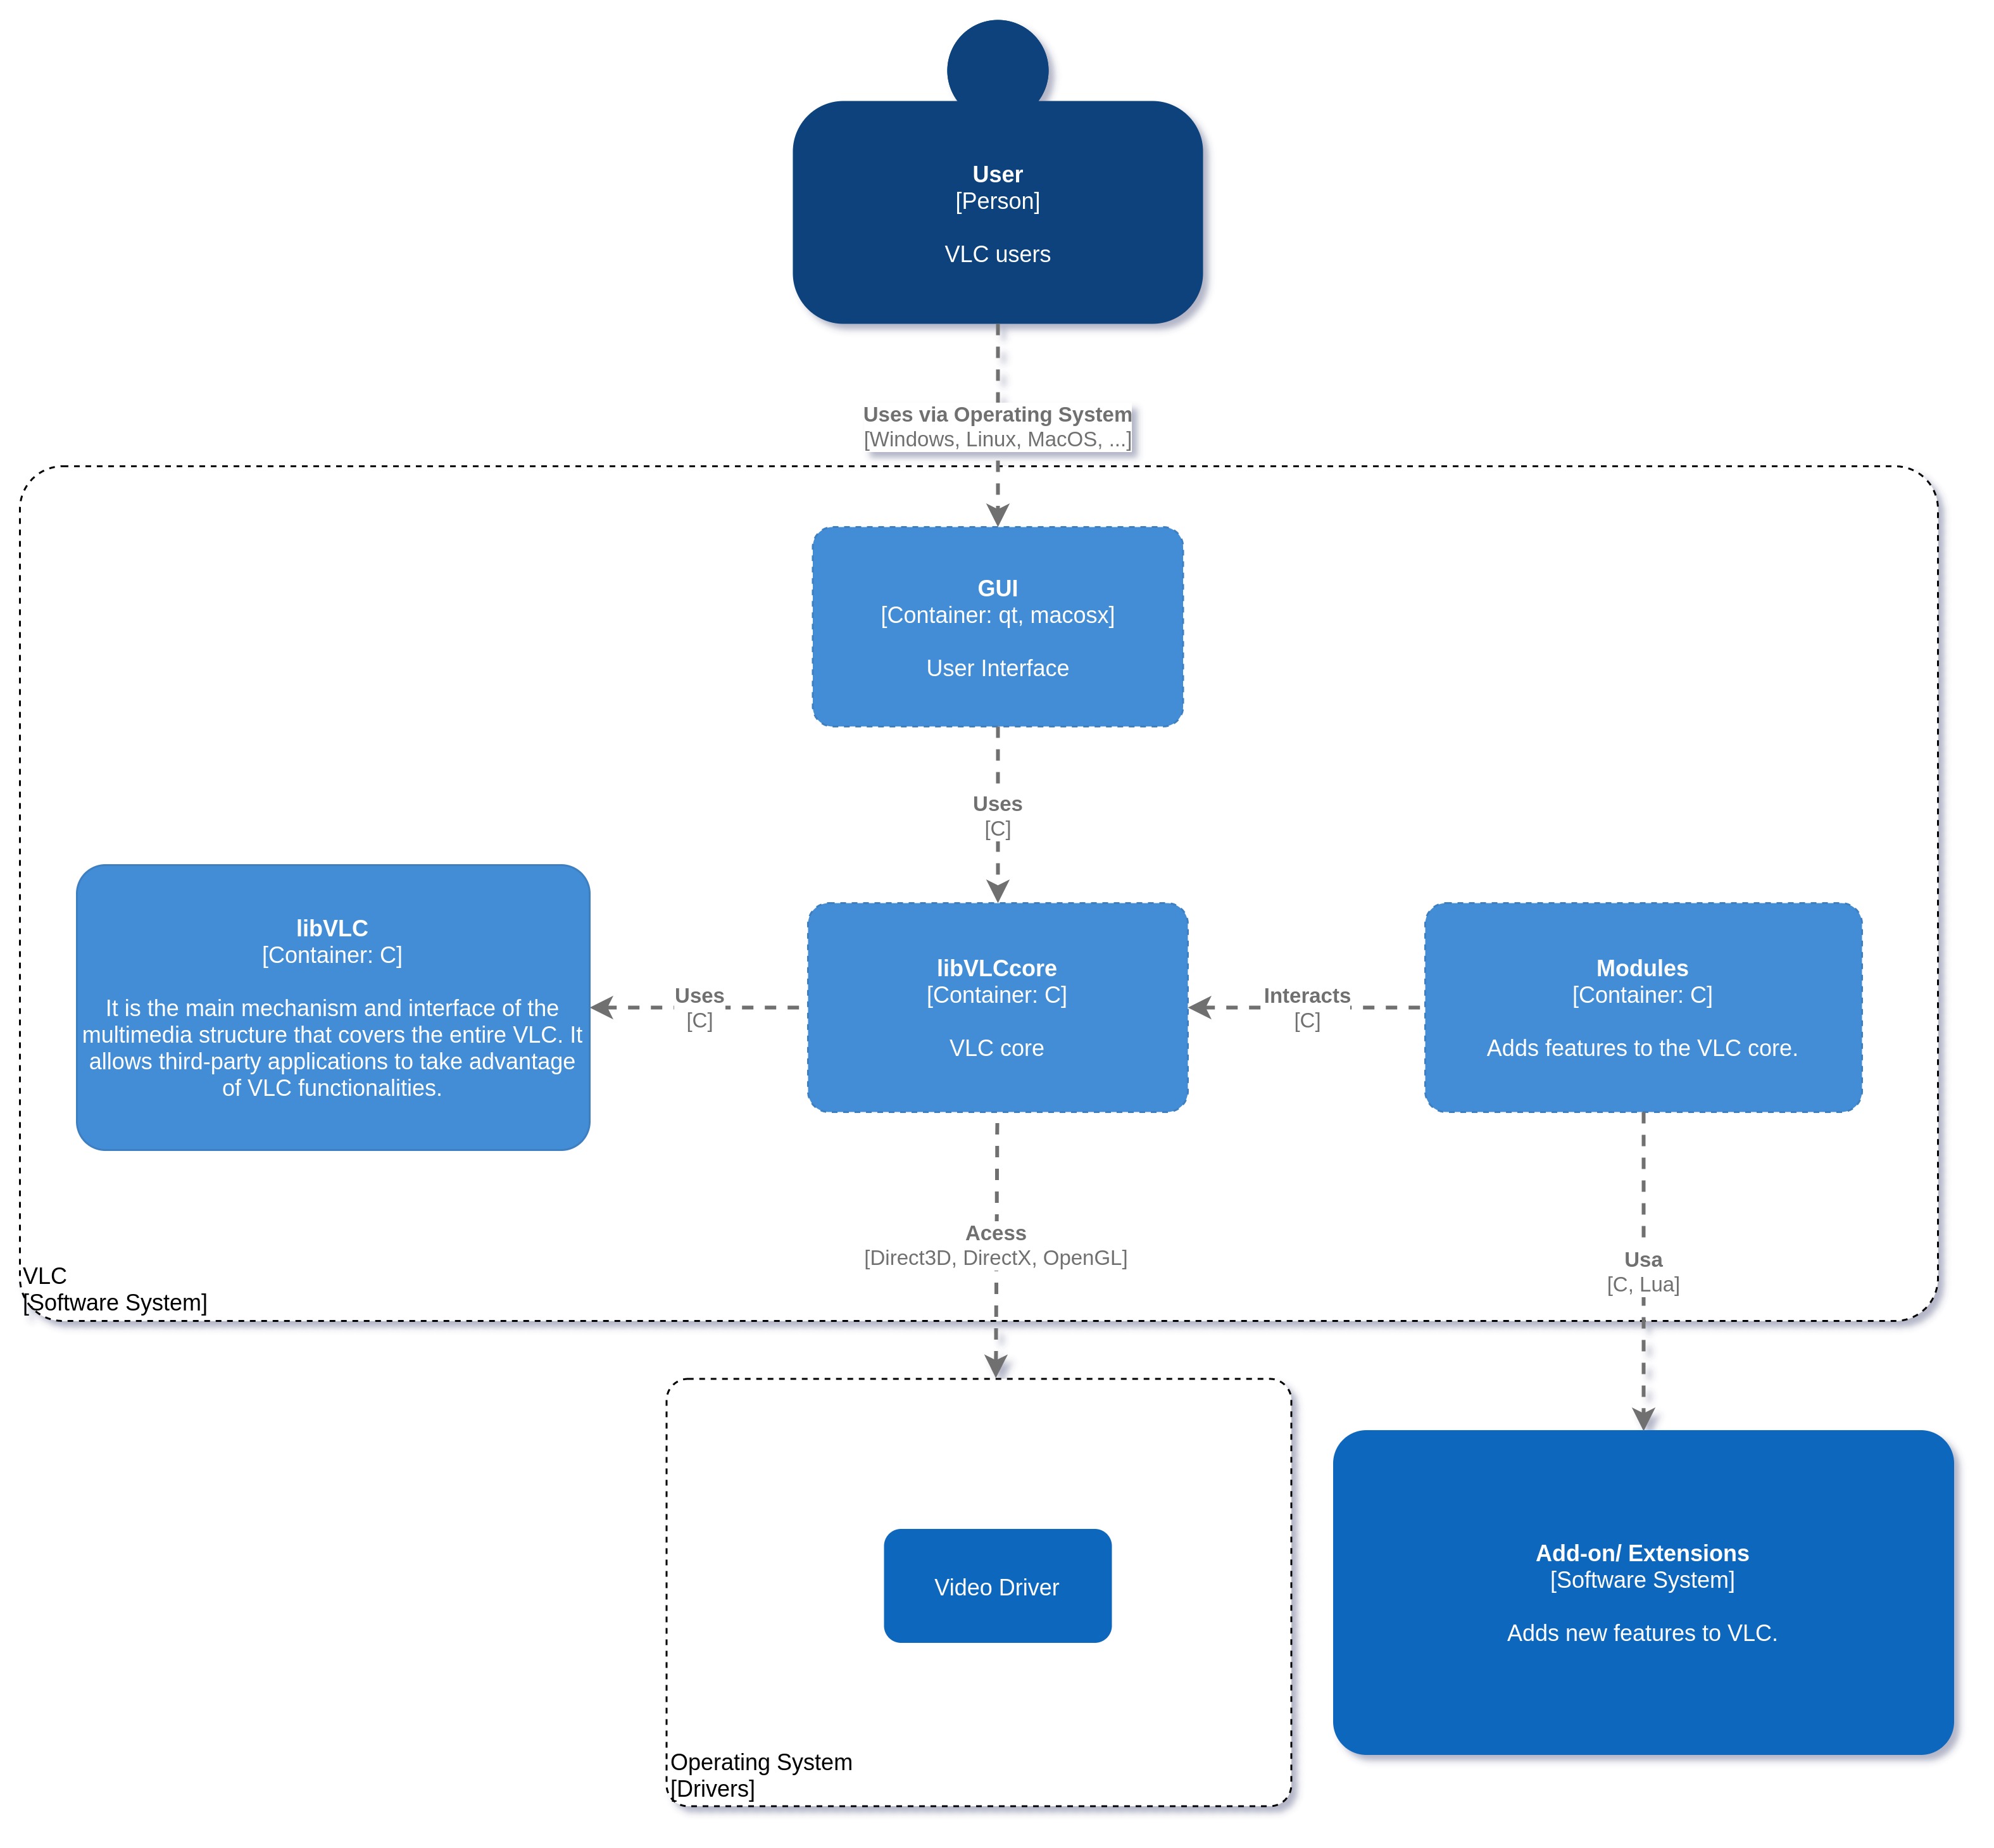 User
[Person]
VLC users
Uses via Operating System
[Windows, Linux, MacOS, ...]
GUI
[Container: qt, macosx]
User Interface
Uses
[C]
libVLC
[Container: C]
It is the main mechanism and interface of the
multimedia structure that covers the entire VLC. It
allows third-party applications to take advantage
of VLC functionalities.
Uses
[C]
libVLCcore
[Container: C]
VLC core
Interacts
[C]
Modules
[Container: C]
Adds features to the VLC core.
Acess
[Direct3D, DirectX, OpenGL]
Usa
[C, Lua]
VLC
[Software System]
Video Driver
Operating System
[Drivers]
Add-on/ Extensions
[Software System]
Adds new features to VLC.